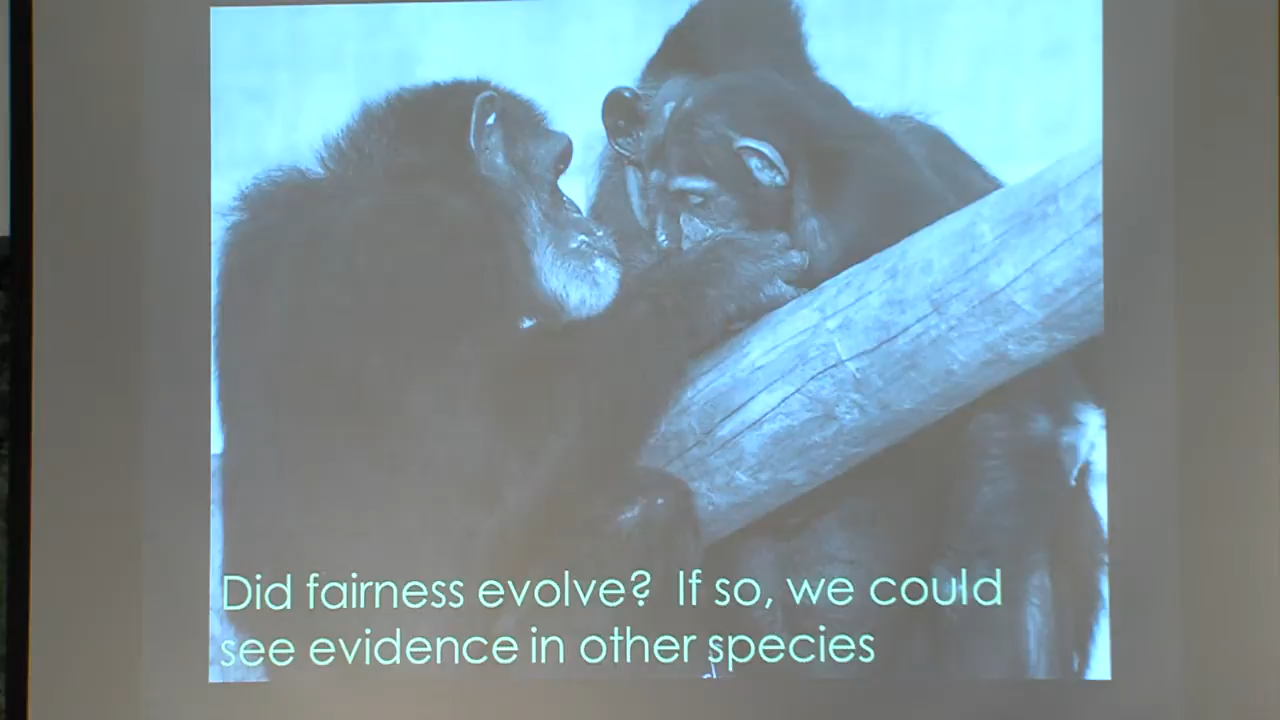 Did fairness evolve? If so, we could
see evidence in other species